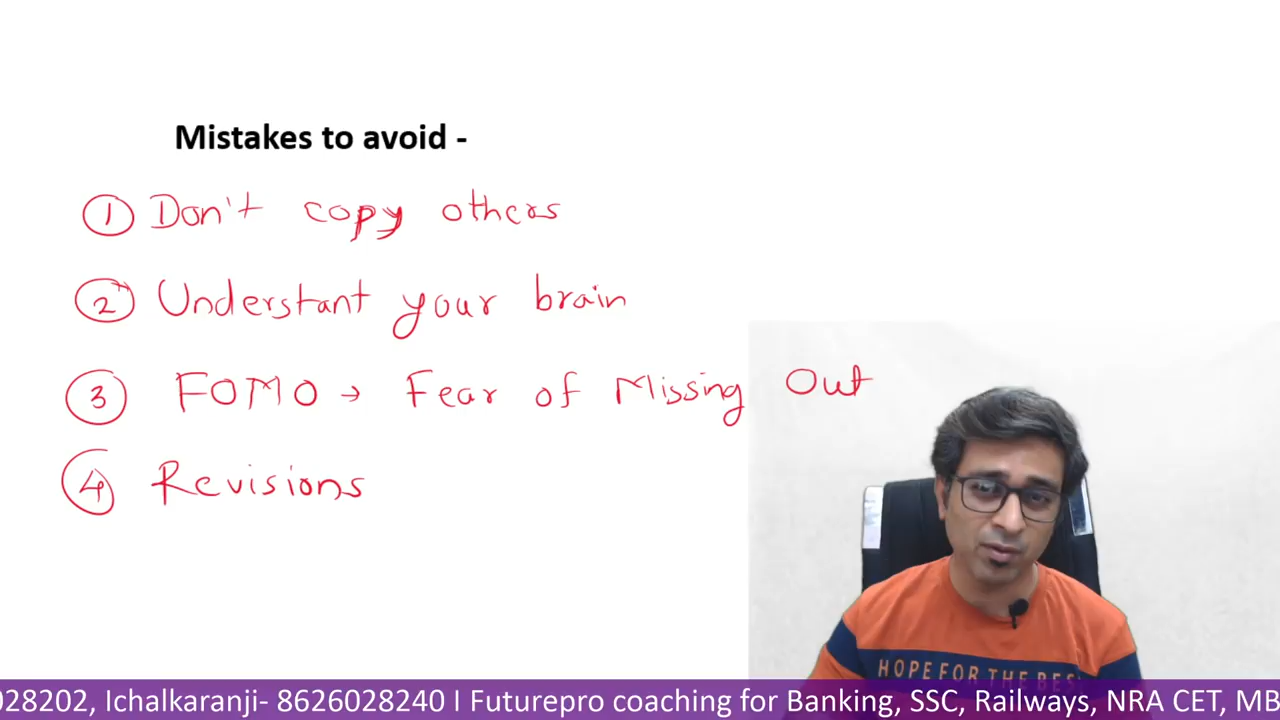 Mistakes to avoid -
1 Don't copy others
2 Understant your brain
3 FOMO → Fear of Missing Out
4 Revisions
HOPE FOR THE BES
028202, Ichalkaranji- 8626028240 I Futurepro coaching for Banking, SSC, Railways, NRA CET, MB